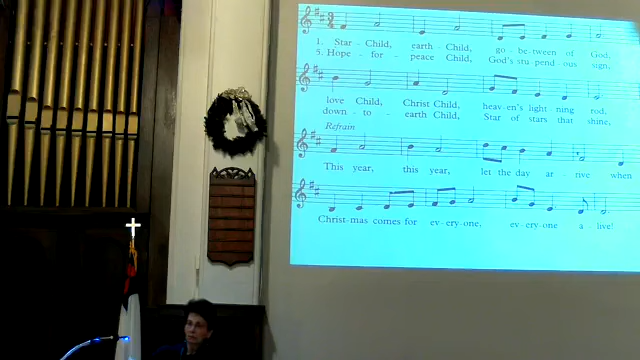 1. Star - Child, earth - Child, go - be-tween of God,
5. Hope - for - peace Child, God's stu - pend - ous sign,
love Child, Christ Child, heav-en's light - ning rod,
down - to - earth Child, Star of stars that shine,
Refrain
This year, this year, let the day ar - rive when
Christ-mas comes for ev-ery-one, ev-ery-one a - live!